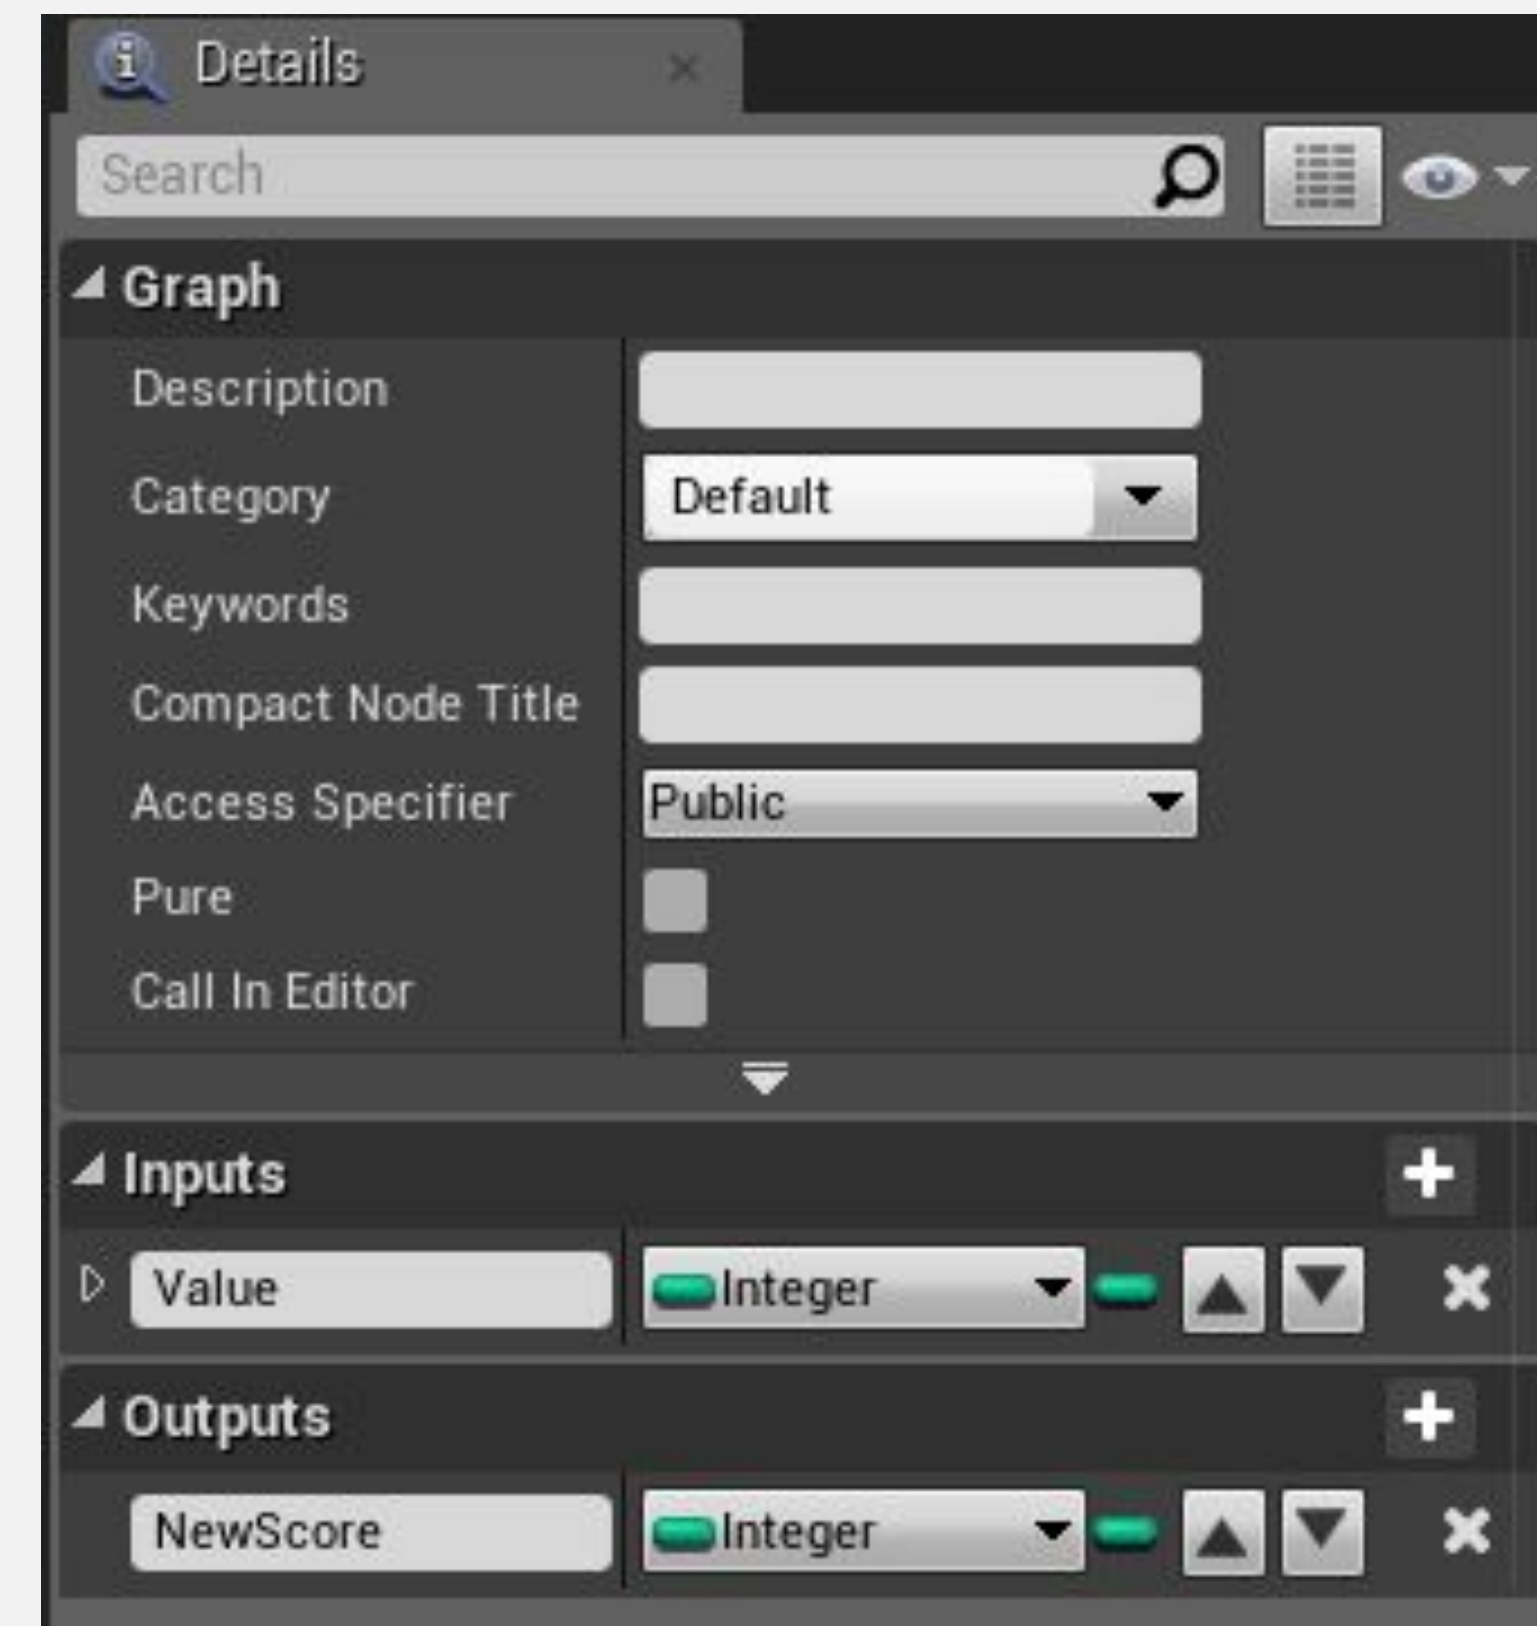 Details
Search
Graph
Description
Category Default
Keywords
Compact Node Title
Access Specifier Public
Pure
Call In Editor
Inputs
Value Integer
Outputs
NewScore Integer